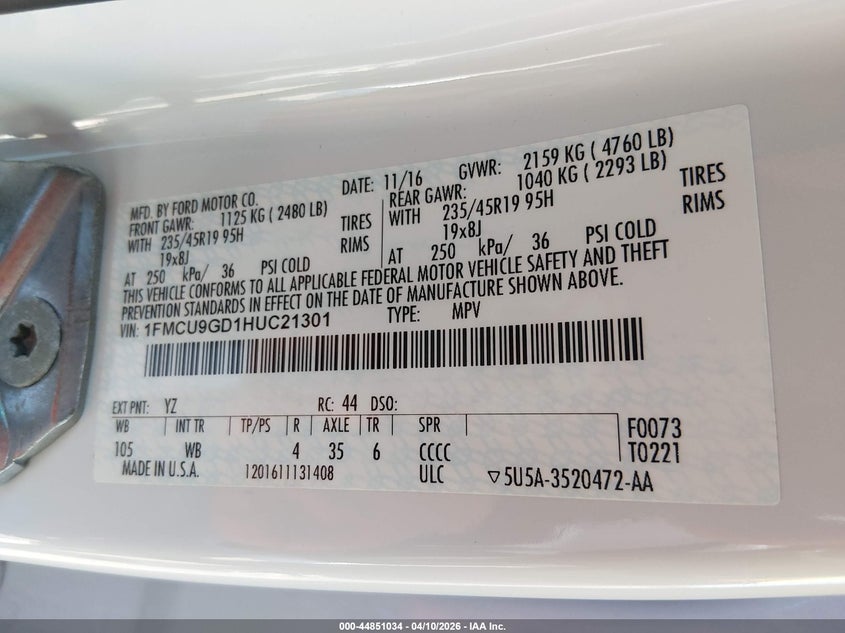 MFD. BY FORD MOTOR CO. DATE: 11/16 GVWR: 2159 KG ( 4760 LB)
FRONT GAWR: 1125 KG ( 2480 LB) REAR GAWR: 1040 KG ( 2293 LB)
WITH 235/45R19 95H TIRES WITH 235/45R19 95H TIRES
19x8J RIMS 19x8J RIMS
AT 250 kPa/ 36 PSI COLD AT 250 kPa/ 36 PSI COLD
THIS VEHICLE CONFORMS TO ALL APPLICABLE FEDERAL MOTOR VEHICLE SAFETY AND THEFT
PREVENTION STANDARDS IN EFFECT ON THE DATE OF MANUFACTURE SHOWN ABOVE.
VIN: 1FMCU9GD1HUC21301 TYPE: MPV
EXT PNT: YZ RC: 44 DSO:
WB INT TR TP/PS R AXLE TR SPR F0073
105 WB 4 35 6 CCCC T0221
MADE IN U.S.A. 1201611131408 ULC ▽5U5A-3520472-AA
000-44851034 | 04/10/2026 | IAA Inc.